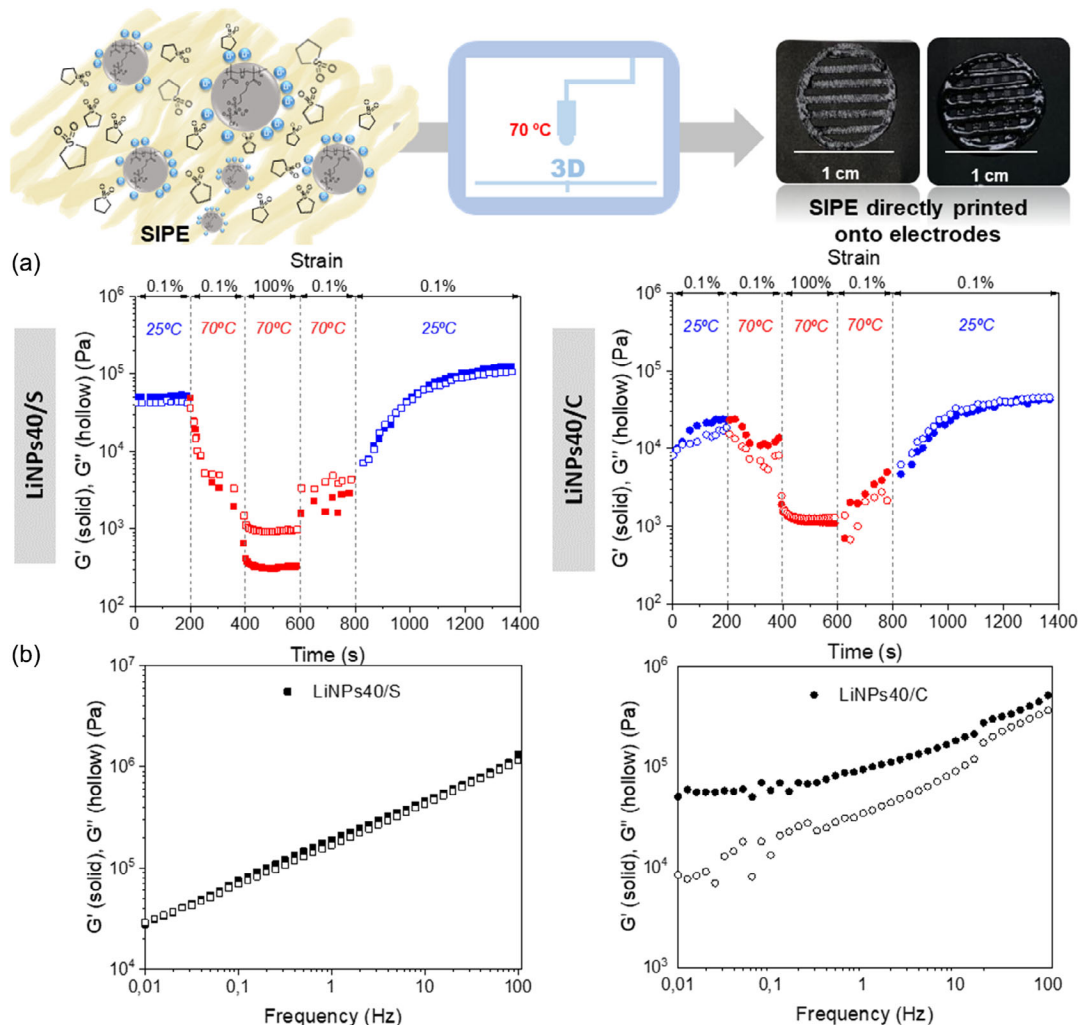 70 ºC
3D
1 cm
1 cm
SIPE
SIPE directly printed
onto electrodes
(a)
Strain
0.1% 0.1% 100% 0.1% 0.1%
25ºC 70ºC 70ºC 70ºC 25ºC
LiNPs40/S
G' (solid), G'' (hollow) (Pa)
10⁶
10⁵
10⁴
10³
10²
0 200 400 600 800 1000 1200 1400
Time (s)
Strain
0.1% 0.1% 100% 0.1% 0.1%
25ºC 70ºC 70ºC 70ºC 25ºC
LiNPs40/C
G' (solid), G'' (hollow) (Pa)
10⁶
10⁵
10⁴
10³
10²
0 200 400 600 800 1000 1200 1400
Time (s)
(b)
LiNPs40/S
G' (solid), G'' (hollow) (Pa)
10⁷
10⁶
10⁵
10⁴
0,01 0,1 1 10 100
Frequency (Hz)
LiNPs40/C
G' (solid), G'' (hollow) (Pa)
10⁶
10⁵
10⁴
10³
0,01 0,1 1 10 100
Frequency (Hz)